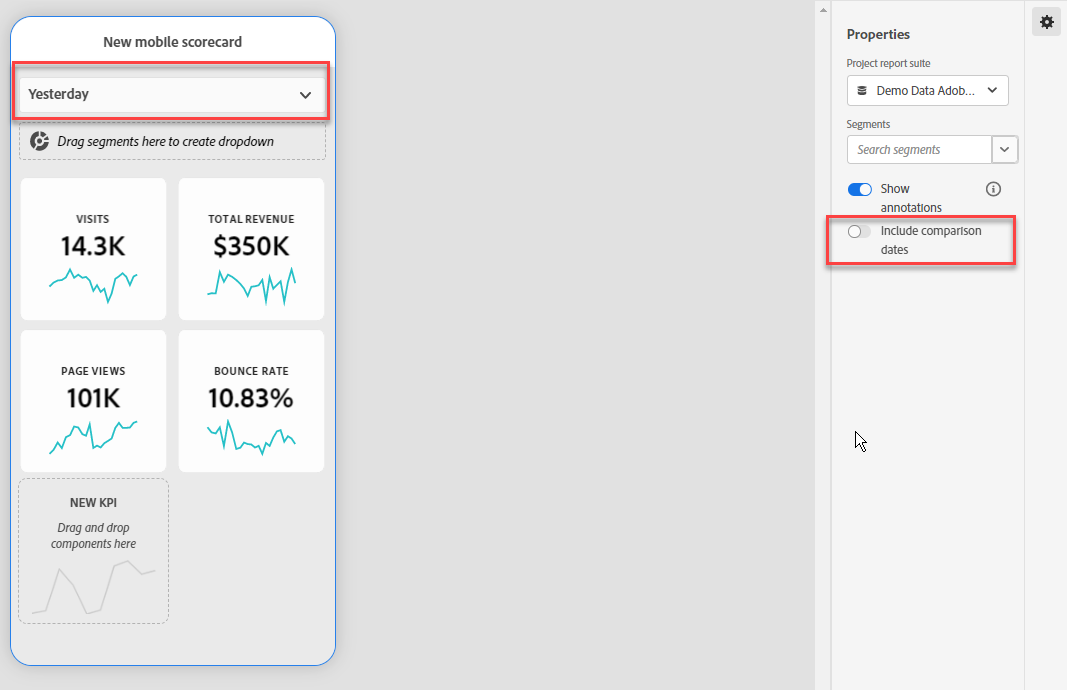 New mobile scorecard
Yesterday
Drag segments here to create dropdown
VISITS
14.3K
TOTAL REVENUE
$350K
PAGE VIEWS
101K
BOUNCE RATE
10.83%
NEW KPI
Drag and drop
components here
Properties
Project report suite
Demo Data Adob...
Segments
Search segments
Show
annotations
Include comparison
dates